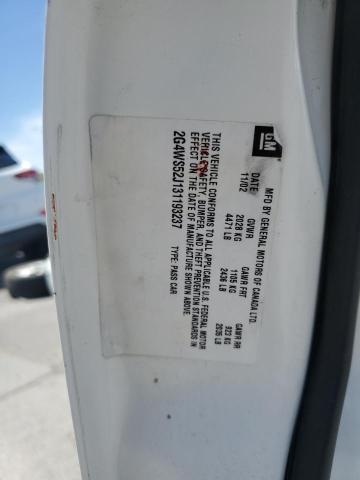 GM
MFD BY GENERAL MOTORS OF CANADA LTD.
DATE GVWR GAWR FRT GAWR RR
11/02 2028 KG 1105 KG 923 KG
4471 LB 2436 LB 2035 LB
THIS VEHICLE CONFORMS TO ALL APPLICABLE U.S. FEDERAL MOTOR
VEHICLE SAFETY, BUMPER, AND THEFT PREVENTION STANDARDS IN
EFFECT ON THE DATE OF MANUFACTURE SHOWN ABOVE.
2G4WS52J131193237 TYPE: PASS CAR